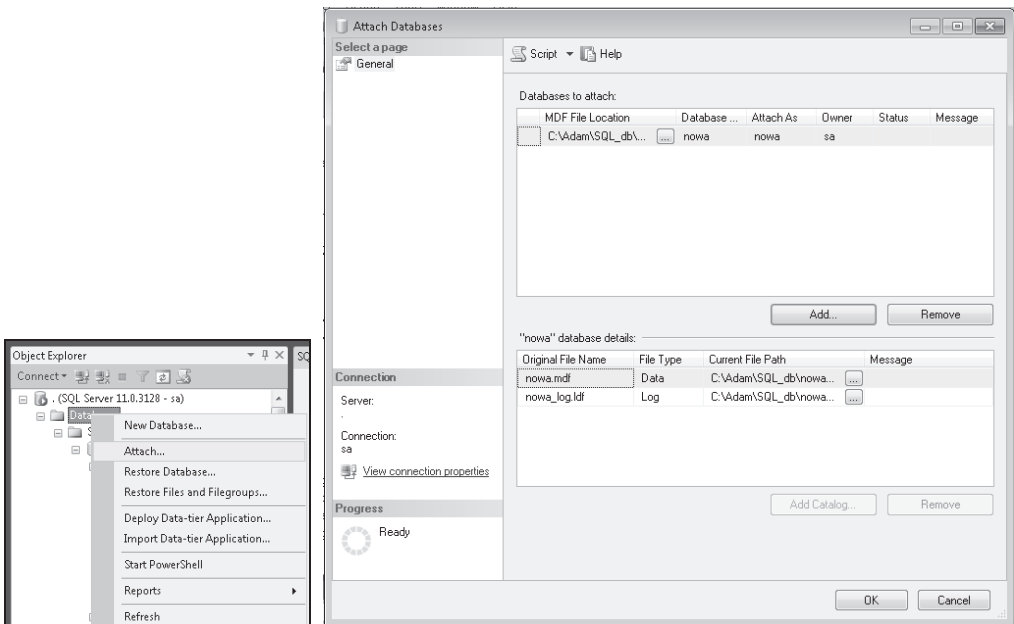 Attach Databases
Select a page
General
Script Help
Databases to attach:
MDF File Location Database ... Attach As Owner Status Message
C:\Adam\SQL_db\... ... nowa nowa sa
Add... Remove
"nowa" database details:
Original File Name File Type Current File Path Message
nowa.mdf Data C:\Adam\SQL_db\nowa... ...
nowa_log.ldf Log C:\Adam\SQL_db\nowa... ...
Add Catalog... Remove
Connection
Server:
.
Connection:
sa
View connection properties
Progress
Ready
OK Cancel
Object Explorer
SQ
Connect
. (SQL Server 11.0.3128 - sa)
New Database...
Attach...
Restore Database...
Restore Files and Filegroups...
Deploy Data-tier Application...
Import Data-tier Application...
Start PowerShell
Reports
Refresh